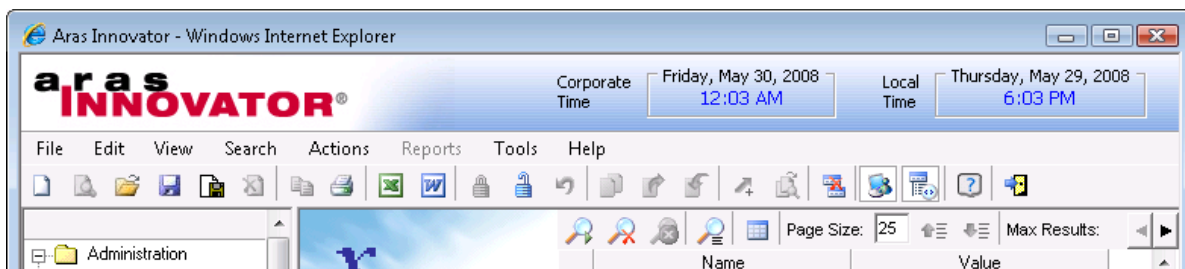 Aras Innovator - Windows Internet Explorer
aras
INNOVATOR®
Corporate Time
Friday, May 30, 2008
12:03 AM
Local Time
Thursday, May 29, 2008
6:03 PM
File Edit View Search Actions Reports Tools Help
Page Size: 25 Max Results:
Administration
Name Value